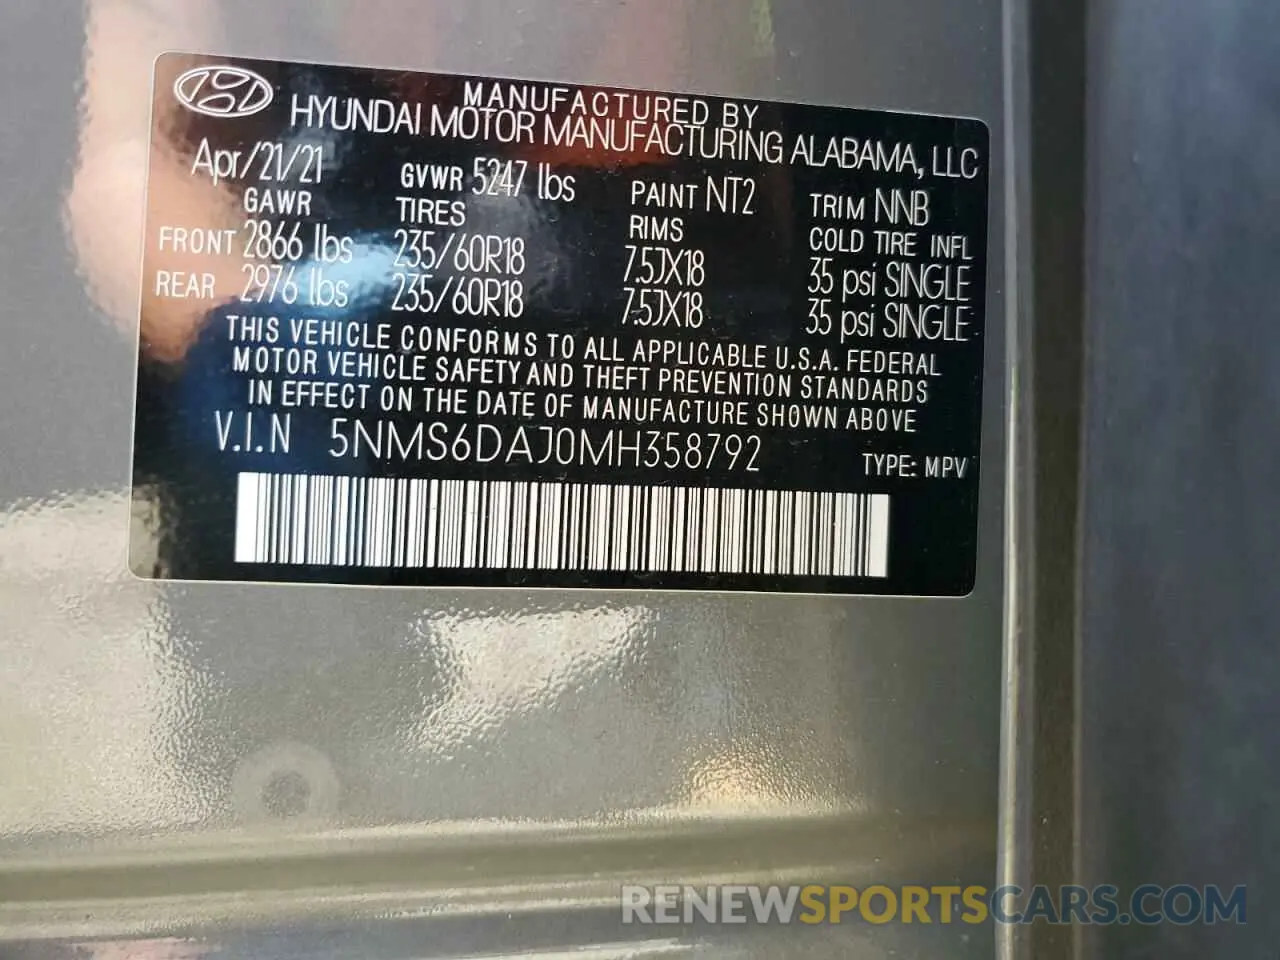 MANUFACTURED BY
HYUNDAI MOTOR MANUFACTURING ALABAMA, LLC
Apr/21/21 GVWR 5247 lbs PAINT NT2 TRIM NNB
GAWR TIRES RIMS COLD TIRE INFL
FRONT 2866 lbs 235/60R18 7.5JX18 35 psi SINGLE
REAR 2976 lbs 235/60R18 7.5JX18 35 psi SINGLE
THIS VEHICLE CONFORMS TO ALL APPLICABLE U.S.A. FEDERAL
MOTOR VEHICLE SAFETY AND THEFT PREVENTION STANDARDS
IN EFFECT ON THE DATE OF MANUFACTURE SHOWN ABOVE
V.I.N 5NMS6DAJ0MH358792 TYPE: MPV
RENEWSPORTSCARS.COM